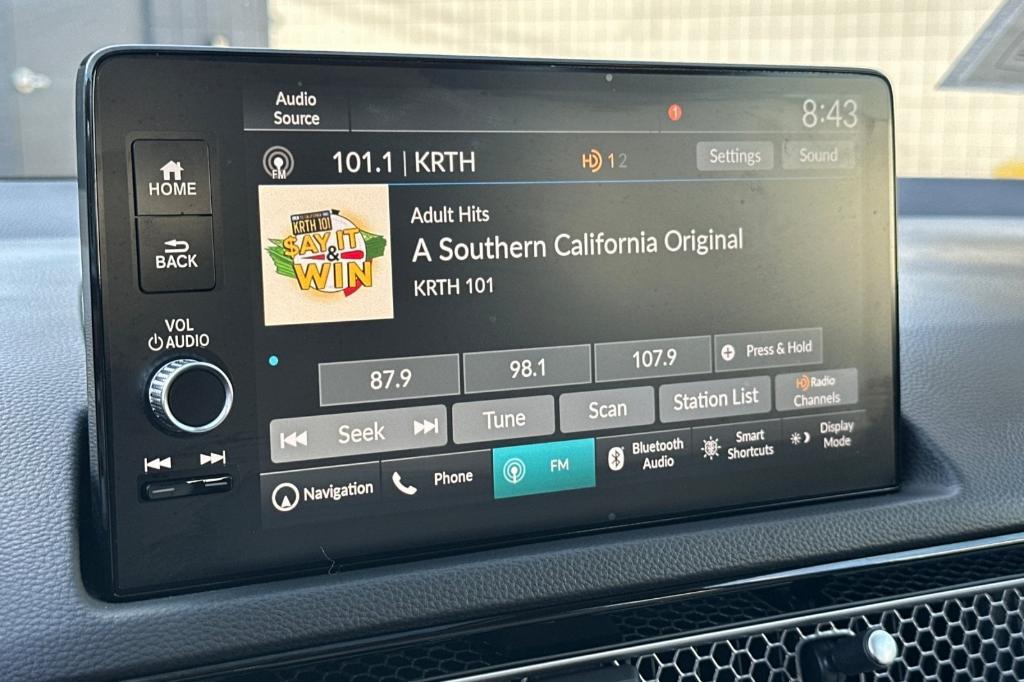 Audio
Source
1
8:43
HOME
BACK
VOL
AUDIO
FM
101.1 | KRTH
HD 1 2
Settings
Sound
KRTH 101
$AY IT
&
WIN
Adult Hits
A Southern California Original
KRTH 101
87.9
98.1
107.9
Press & Hold
Seek
Tune
Scan
Station List
HD Radio
Channels
Navigation
Phone
FM
Bluetooth
Audio
Smart
Shortcuts
Display
Mode